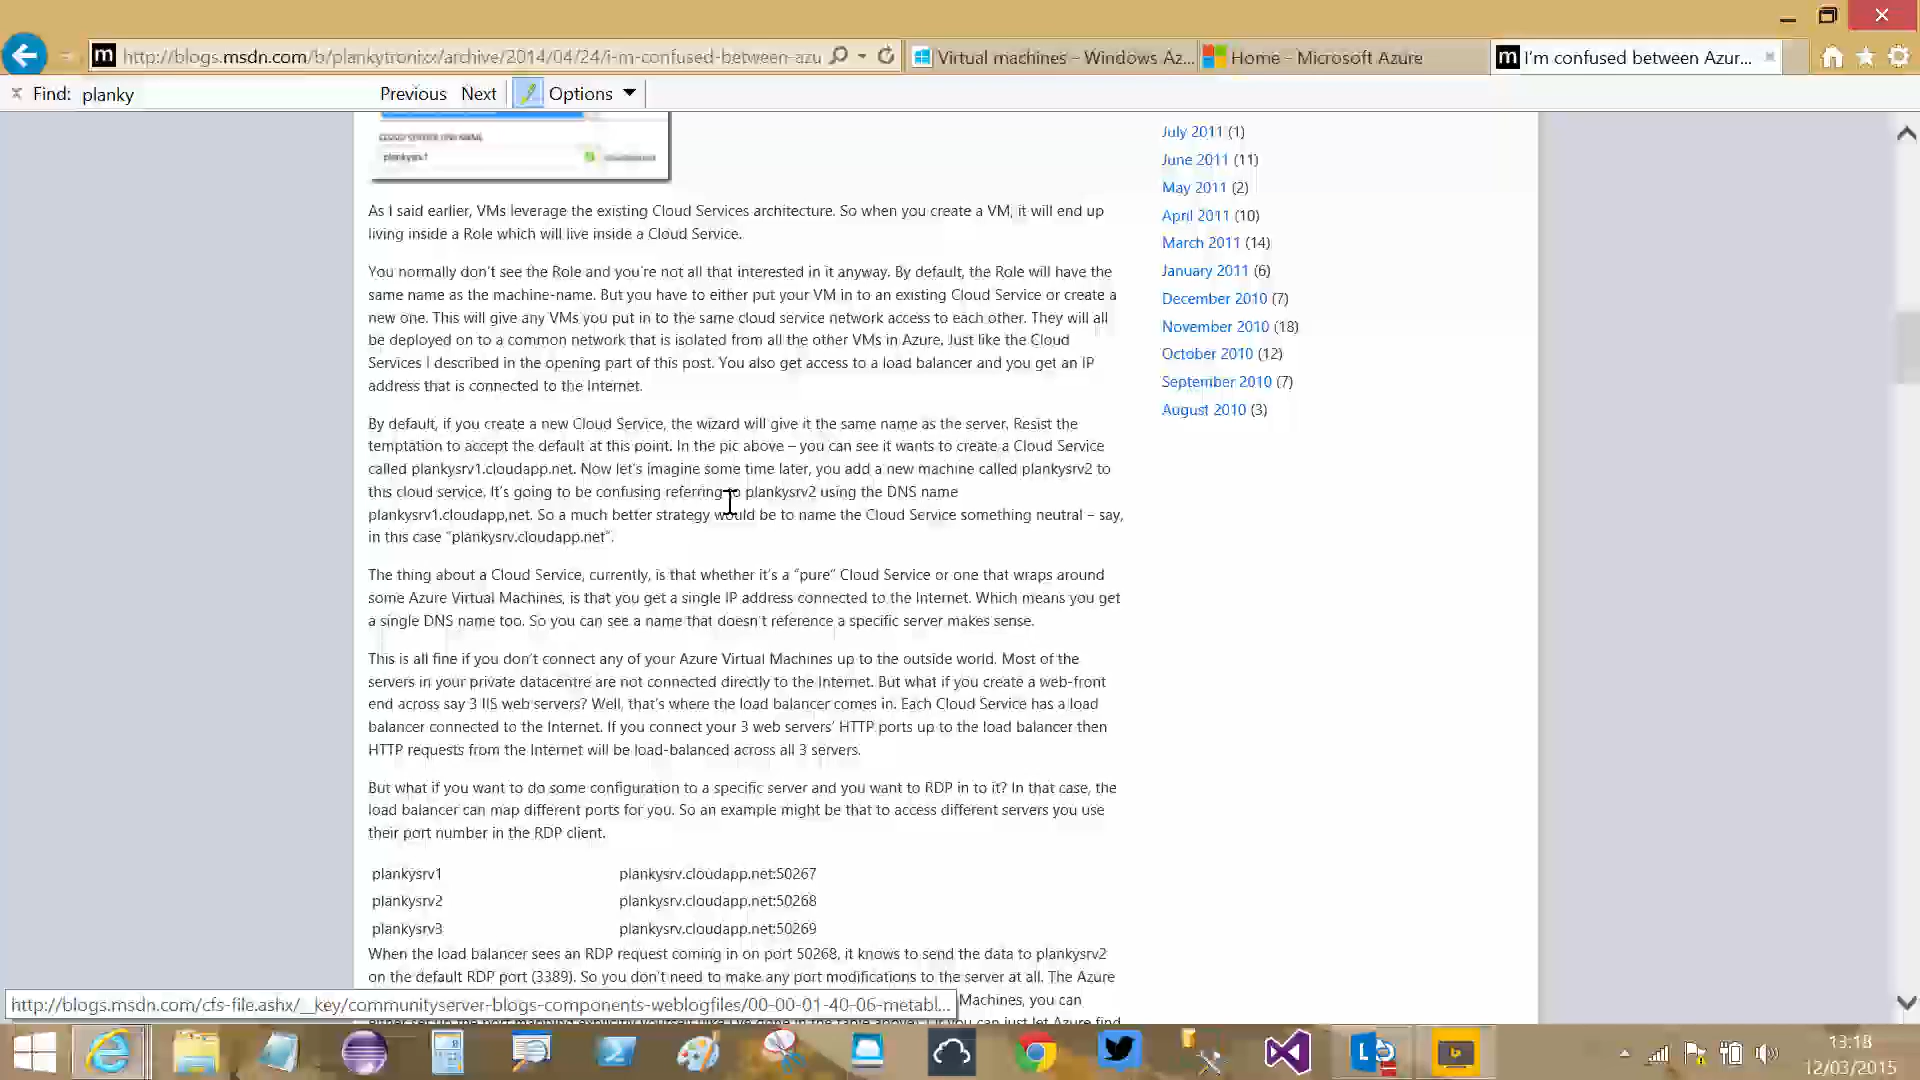 http://blogs.msdn.com/b/plankytronixx/archive/2014/04/24/i-m-confused-between-azu
Virtual machines - Windows Az...
Home - Microsoft Azure
I'm confused between Azur...
Find: planky
Previous Next
Options
CLOUD SERVICE DNS NAME
plankysrv1
As I said earlier, VMs leverage the existing Cloud Services architecture. So when you create a VM, it will end up
living inside a Role which will live inside a Cloud Service.
You normally don't see the Role and you're not all that interested in it anyway. By default, the Role will have the
same name as the machine-name. But you have to either put your VM in to an existing Cloud Service or create a
new one. This will give any VMs you put in to the same cloud service network access to each other. They will all
be deployed on to a common network that is isolated from all the other VMs in Azure. Just like the Cloud
Services I described in the opening part of this post. You also get access to a load balancer and you get an IP
address that is connected to the Internet.
By default, if you create a new Cloud Service, the wizard will give it the same name as the server. Resist the
temptation to accept the default at this point. In the pic above – you can see it wants to create a Cloud Service
called plankysrv1.cloudapp.net. Now let's imagine some time later, you add a new machine called plankysrv2 to
this cloud service. It's going to be confusing referring to plankysrv2 using the DNS name
plankysrv1.cloudapp.net. So a much better strategy would be to name the Cloud Service something neutral – say,
in this case "plankysrv.cloudapp.net".
The thing about a Cloud Service, currently, is that whether it's a "pure" Cloud Service or one that wraps around
some Azure Virtual Machines, is that you get a single IP address connected to the Internet. Which means you get
a single DNS name too. So you can see a name that doesn't reference a specific server makes sense.
This is all fine if you don't connect any of your Azure Virtual Machines up to the outside world. Most of the
servers in your private datacentre are not connected directly to the Internet. But what if you create a web-front
end across say 3 IIS web servers? Well, that's where the load balancer comes in. Each Cloud Service has a load
balancer connected to the Internet. If you connect your 3 web servers' HTTP ports up to the load balancer then
HTTP requests from the Internet will be load-balanced across all 3 servers.
But what if you want to do some configuration to a specific server and you want to RDP in to it? In that case, the
load balancer can map different ports for you. So an example might be that to access different servers you use
their port number in the RDP client.
plankysrv1 plankysrv.cloudapp.net:50267
plankysrv2 plankysrv.cloudapp.net:50268
plankysrv3 plankysrv.cloudapp.net:50269
When the load balancer sees an RDP request coming in on port 50268, it knows to send the data to plankysrv2
on the default RDP port (3389). So you don't need to make any port modifications to the server at all. The Azure
Machines, you can
can just let Azure find
July 2011 (1)
June 2011 (11)
May 2011 (2)
April 2011 (10)
March 2011 (14)
January 2011 (6)
December 2010 (7)
November 2010 (18)
October 2010 (12)
September 2010 (7)
August 2010 (3)
http://blogs.msdn.com/cfs-file.ashx/__key/communityserver-blogs-components-weblogfiles/00-00-01-40-06-metabl...
13:18
12/03/2015